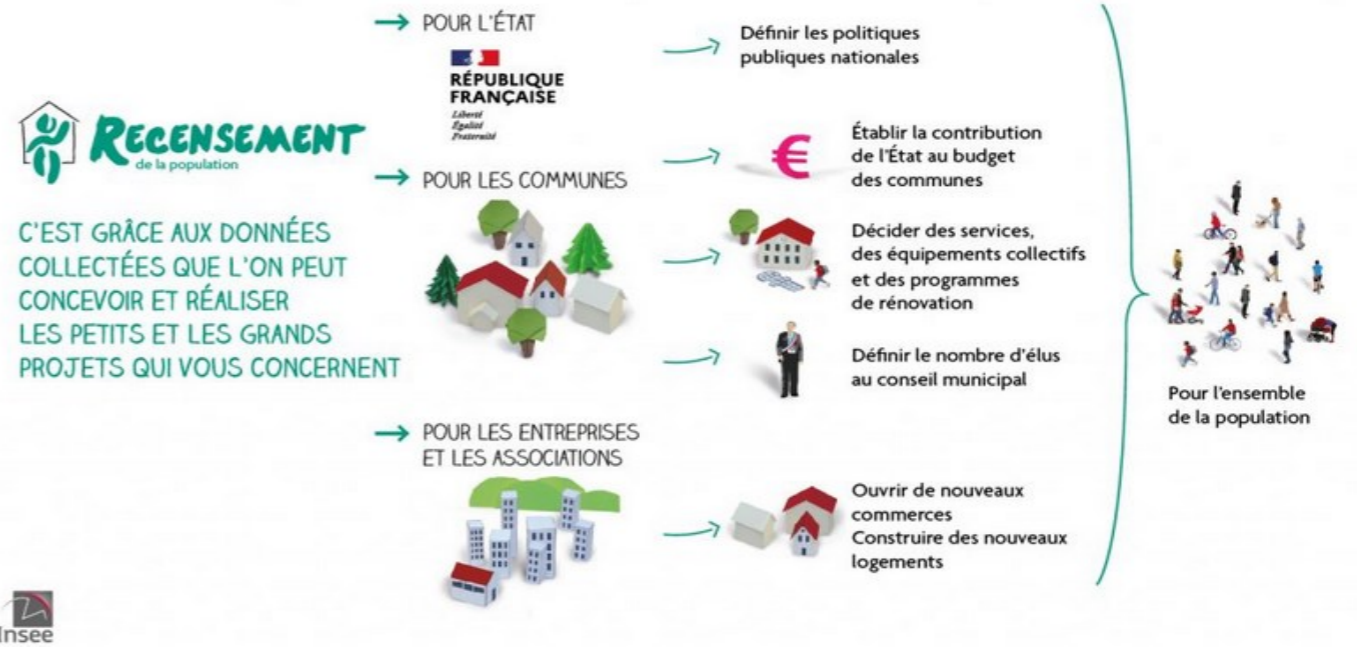 RECENSEMENT
de la population
C'EST GRÂCE AUX DONNÉES
COLLECTÉES QUE L'ON PEUT
CONCEVOIR ET RÉALISER
LES PETITS ET LES GRANDS
PROJETS QUI VOUS CONCERNENT
POUR L'ÉTAT
RÉPUBLIQUE
FRANÇAISE
Liberté
Égalité
Fraternité
Définir les politiques
publiques nationales
POUR LES COMMUNES
€
Établir la contribution
de l'État au budget
des communes
Décider des services,
des équipements collectifs
et des programmes
de rénovation
Définir le nombre d'élus
au conseil municipal
POUR LES ENTREPRISES
ET LES ASSOCIATIONS
Ouvrir de nouveaux
commerces
Construire des nouveaux
logements
Pour l'ensemble
de la population
Insee